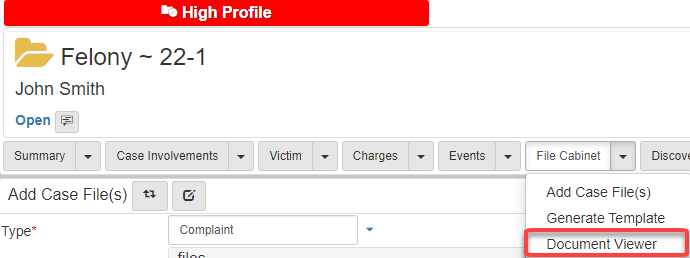 High Profile
Felony ~ 22-1
John Smith
Open
Summary Case Involvements Victim Charges Events File Cabinet Discove
Add Case File(s)
Add Case File(s)
Generate Template
Type* Complaint
Document Viewer
files